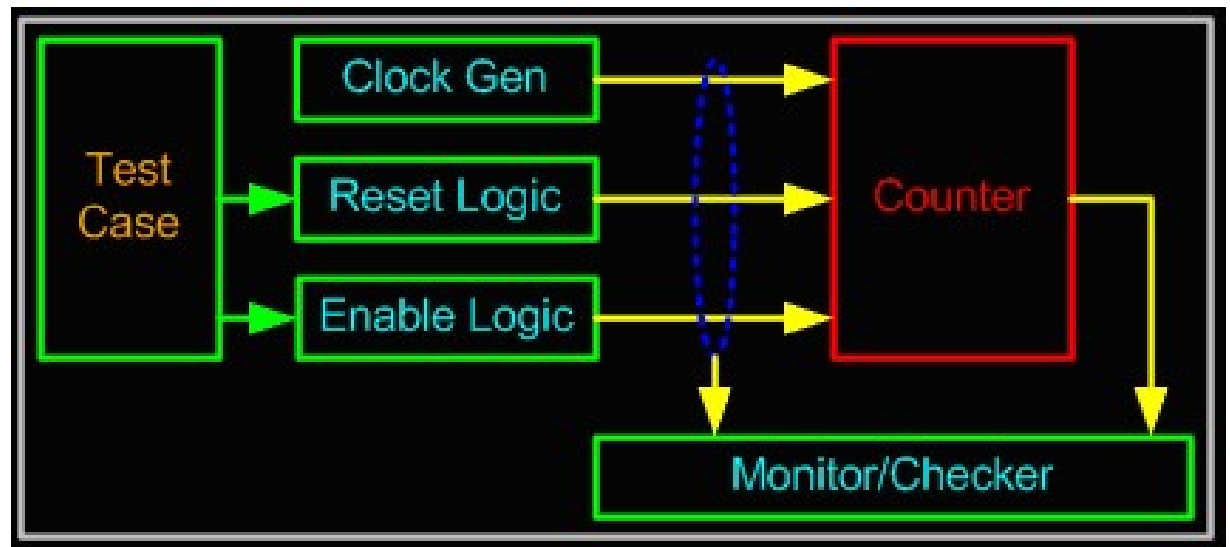 Test
Case
Clock Gen
Reset Logic
Enable Logic
Counter
Monitor/Checker